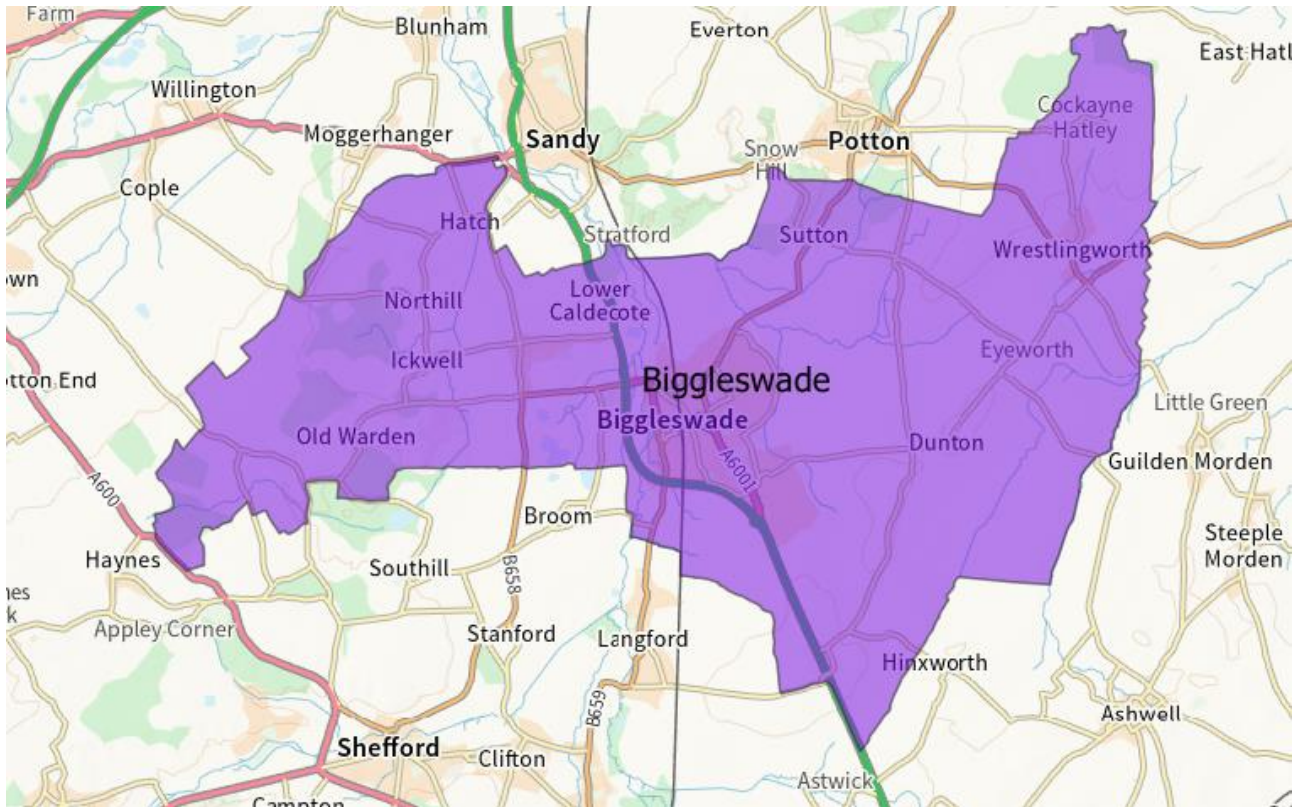 Farm
Blunham
Everton
East Hatl
Willington
Cockayne
Hatley
Moggerhanger
Sandy
Snow
Hill
Potton
Cople
Hatch
Stratford
Sutton
Wrestlingworth
own
Northill
Lower
Caldecote
Ickwell
Eyeworth
otton End
Biggleswade
Little Green
Old Warden
Biggleswade
Dunton
Guilden Morden
A6001
A600
Broom
Steeple
Morden
Haynes
Southill
B658
nes
k
Appley Corner
Stanford
Langford
Hinxworth
B659
Ashwell
Shefford
Clifton
Astwick
Campton